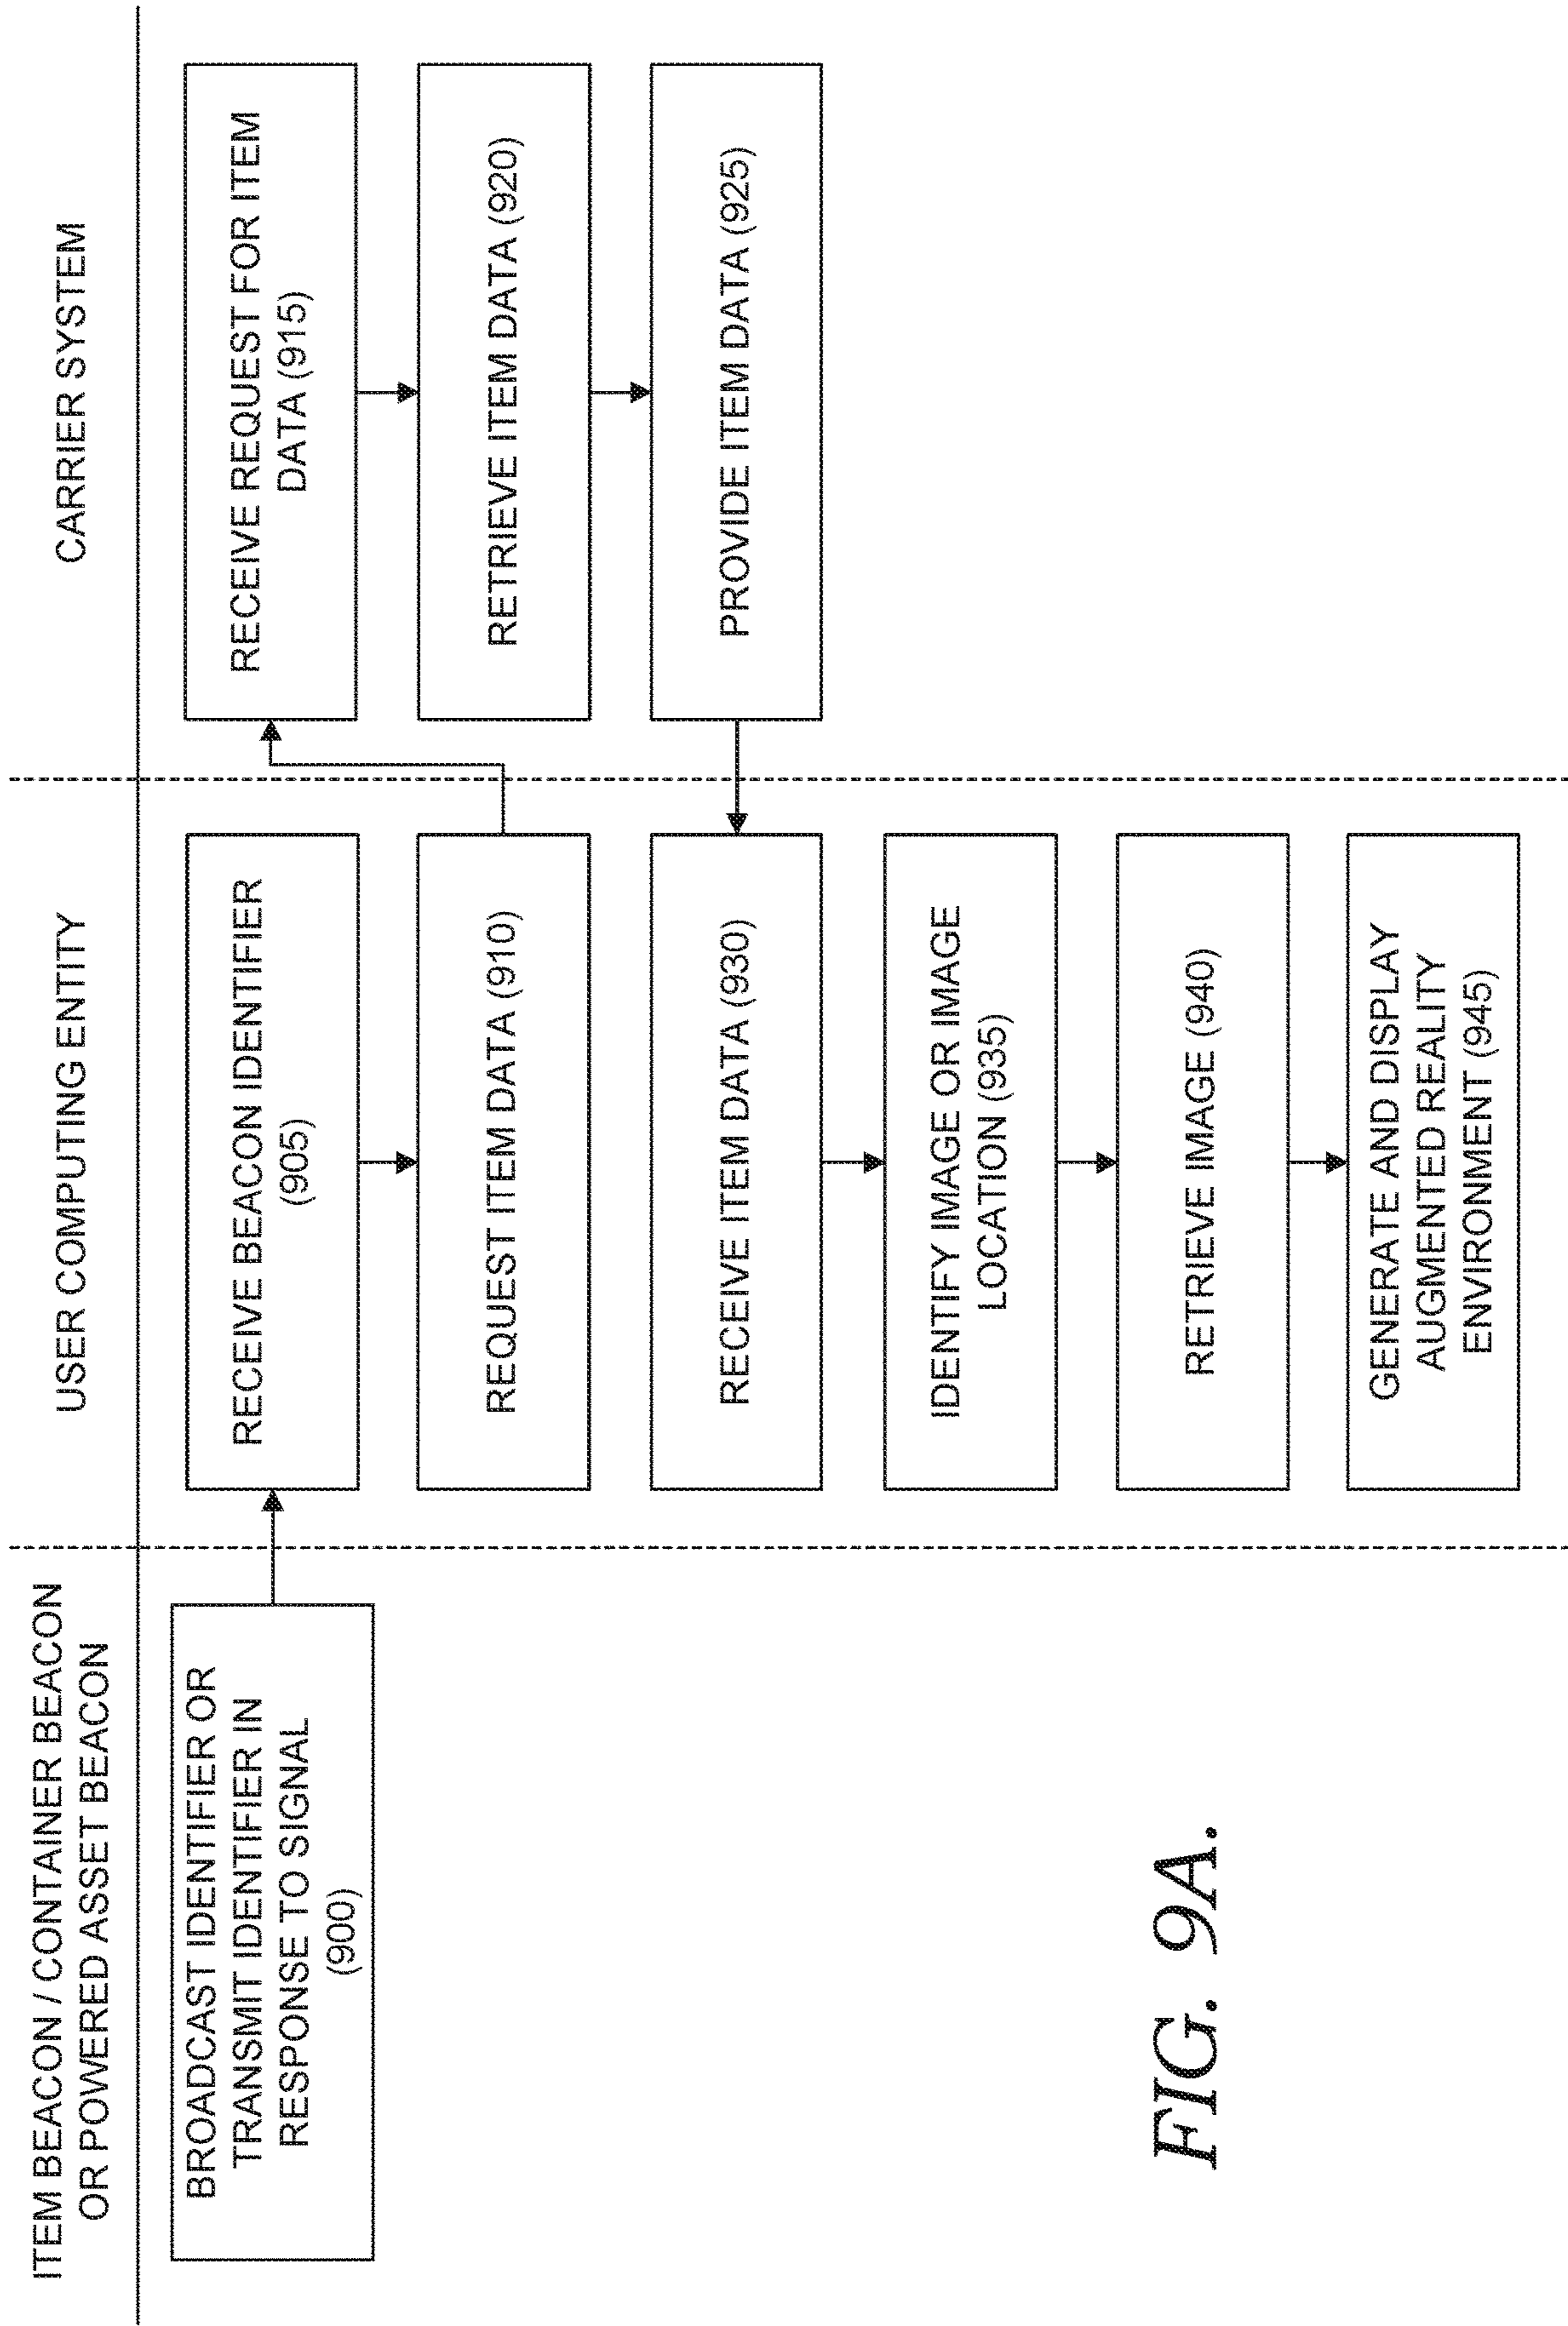 ITEM BEACON / CONTAINER BEACON
OR POWERED ASSET BEACON
USER COMPUTING ENTITY
CARRIER SYSTEM
BROADCAST IDENTIFIER OR
TRANSMIT IDENTIFIER IN
RESPONSE TO SIGNAL
(900)
RECEIVE BEACON IDENTIFIER
(905)
REQUEST ITEM DATA (910)
RECEIVE REQUEST FOR ITEM
DATA (915)
RETRIEVE ITEM DATA (920)
PROVIDE ITEM DATA (925)
RECEIVE ITEM DATA (930)
IDENTIFY IMAGE OR IMAGE
LOCATION (935)
RETRIEVE IMAGE (940)
GENERATE AND DISPLAY
AUGMENTED REALITY
ENVIRONMENT (945)
FIG. 9A.